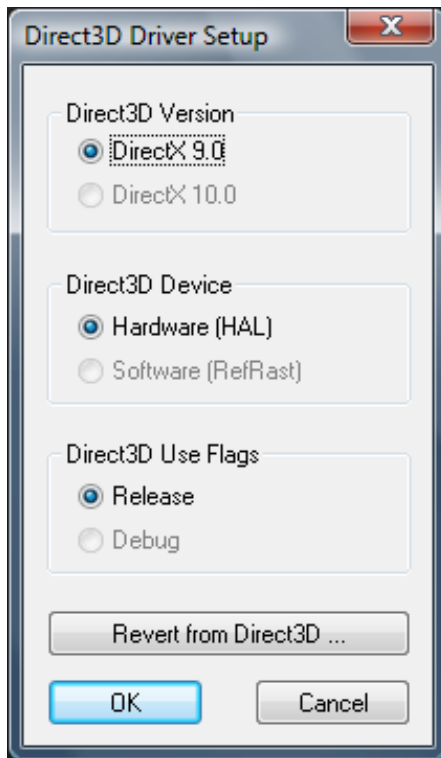 Direct3D Driver Setup
Direct3D Version
DirectX 9.0
DirectX 10.0
Direct3D Device
Hardware (HAL)
Software (RefRast)
Direct3D Use Flags
Release
Debug
Revert from Direct3D ...
OK Cancel